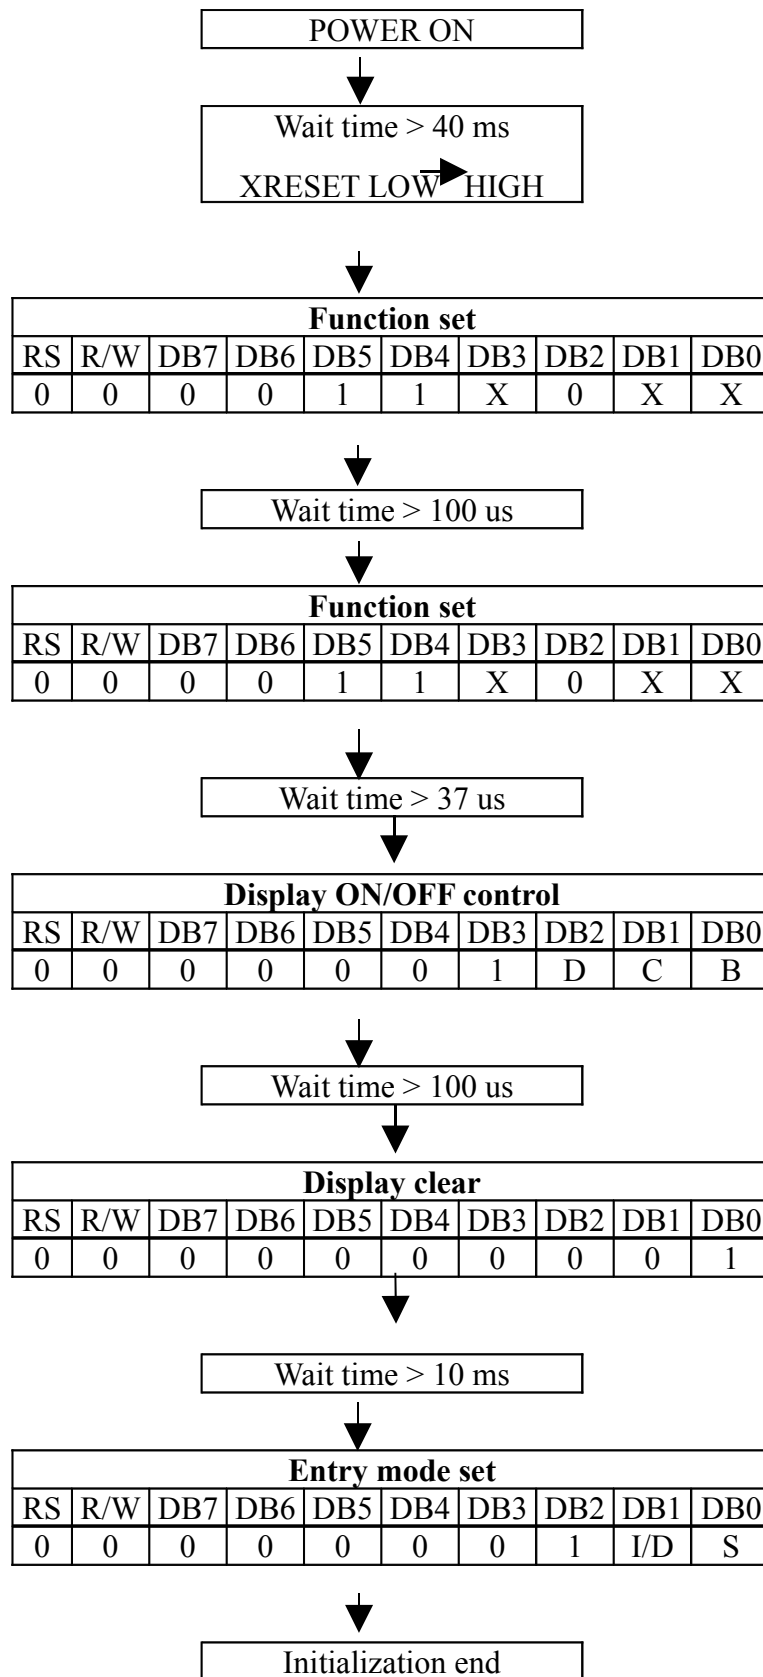 POWER ON
Wait time > 40 ms
XRESET LOW HIGH
Function set
RS R/W DB7 DB6 DB5 DB4 DB3 DB2 DB1 DB0
0 0 0 0 1 1 X 0 X X
Wait time > 100 us
Function set
RS R/W DB7 DB6 DB5 DB4 DB3 DB2 DB1 DB0
0 0 0 0 1 1 X 0 X X
Wait time > 37 us
Display ON/OFF control
RS R/W DB7 DB6 DB5 DB4 DB3 DB2 DB1 DB0
0 0 0 0 0 0 1 D C B
Wait time > 100 us
Display clear
RS R/W DB7 DB6 DB5 DB4 DB3 DB2 DB1 DB0
0 0 0 0 0 0 0 0 0 1
Wait time > 10 ms
Entry mode set
RS R/W DB7 DB6 DB5 DB4 DB3 DB2 DB1 DB0
0 0 0 0 0 0 0 1 I/D S
Initialization end